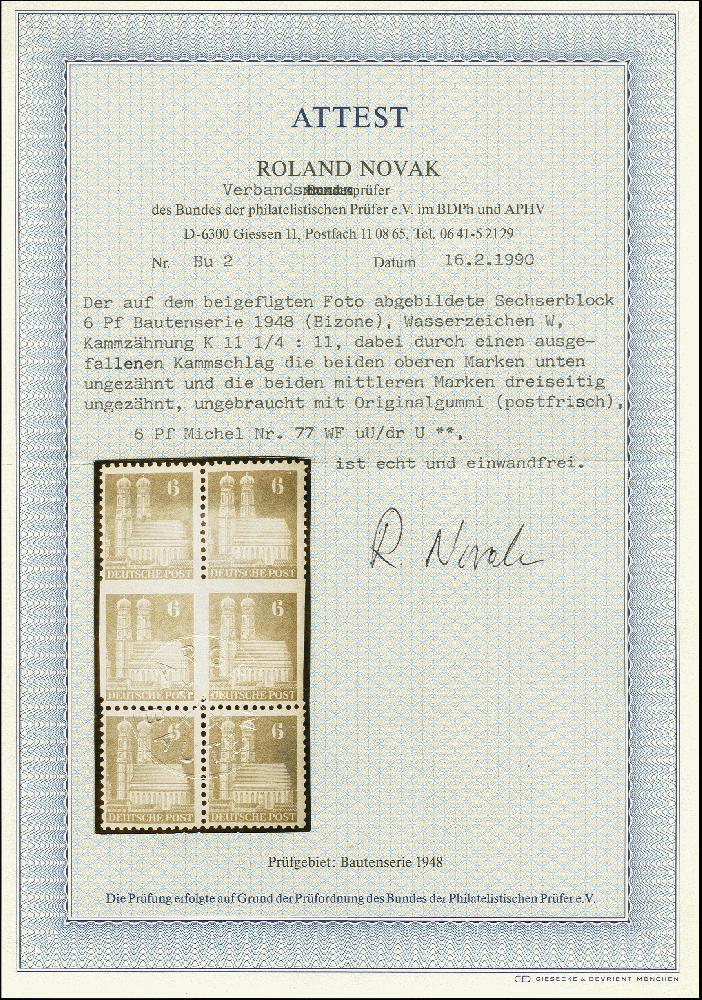 ATTEST
ROLAND NOVAK
Verbandsprüfer
des Bundes der philatelistischen Prüfer e.V. im BDPh und APHV
D-6300 Giessen 11, Postfach 11 08 65, Tel. 06 41-5 21 29
Nr. Bu 2 Datum 16.2.1990
Der auf dem beigefügten Foto abgebildete Sechserblock
6 Pf Bautenserie 1948 (Bizone), Wasserzeichen W,
Kammzähnung K 11 1/4 : 11, dabei durch einen ausge-
fallenen Kammschlag die beiden oberen Marken unten
ungezähnt und die beiden mittleren Marken dreiseitig
ungezähnt, ungebraucht mit Originalgummi (postfrisch),
6 Pf Michel Nr. 77 WF uU/dr U **,
ist echt und einwandfrei.
R. Novak
6 6
DEUTSCHE POST DEUTSCHE POST
6 6
DEUTSCHE POST DEUTSCHE POST
6 6
DEUTSCHE POST DEUTSCHE POST
Prüfgebiet: Bautenserie 1948
Die Prüfung erfolgte auf Grund der Prüfordnung des Bundes der Philatelistischen Prüfer e.V.
GIESECKE & DEVRIENT MÜNCHEN